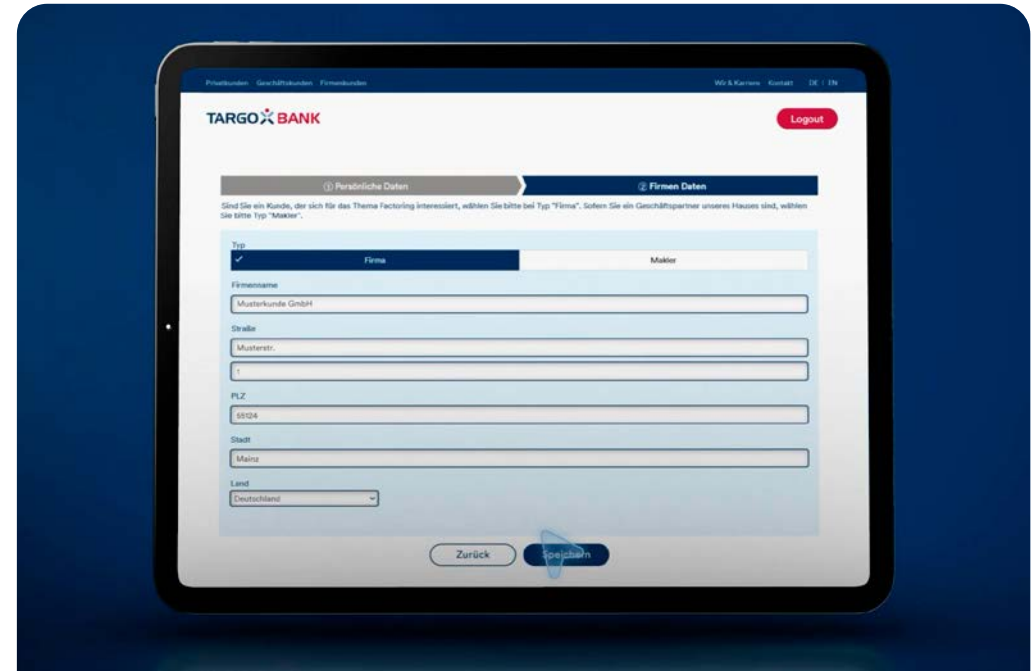 Privatkunden Geschäftskunden Firmenkunden
Wir & Karriere Kontakt DE | EN
TARGO BANK
Logout
① Persönliche Daten
② Firmen Daten
Sind Sie ein Kunde, der sich für das Thema Factoring interessiert, wählen Sie bitte bei Typ "Firma". Sofern Sie ein Geschäftspartner unseres Hauses sind, wählen
Sie bitte Typ "Makler".
Typ
Firma
Makler
Firmenname
Musterkunde GmbH
Straße
Musterstr.
1
PLZ
55124
Stadt
Mainz
Land
Deutschland
Zurück
Speichern